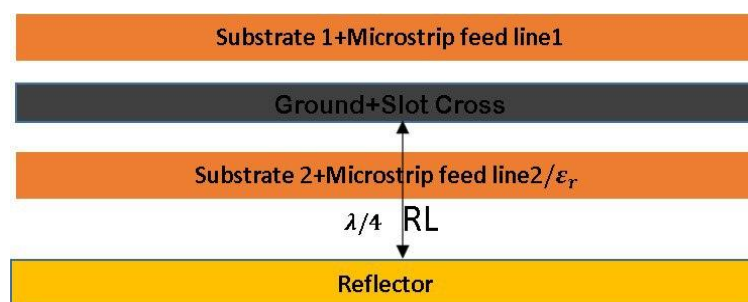 Substrate 1+Microstrip feed line1
Ground+Slot Cross
Substrate 2+Microstrip feed line2/εr
λ/4 RL
Reflector